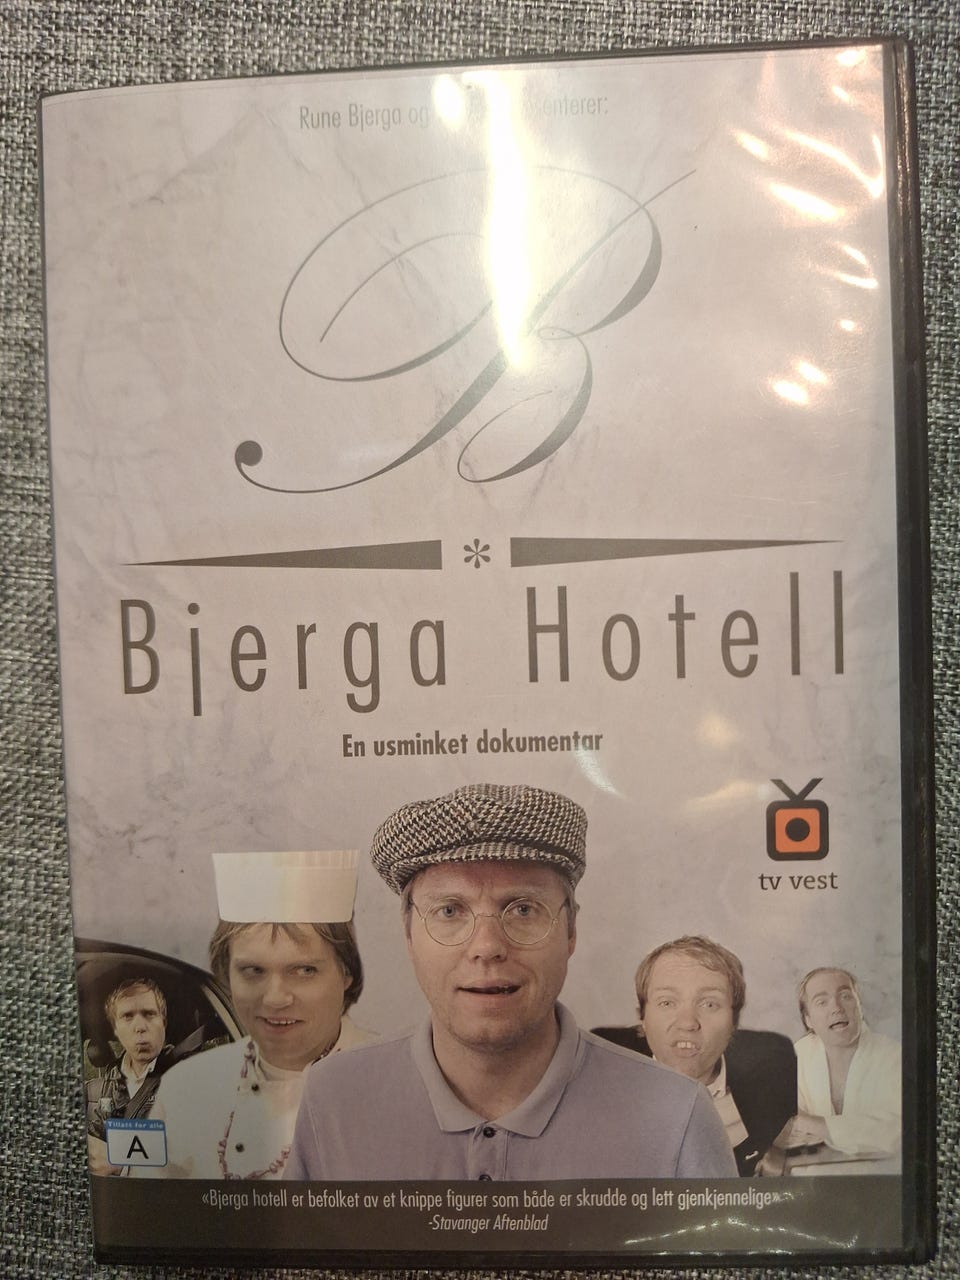 Rune Bjerga og senterer:
B
*
Bjerga Hotell
En usminket dokumentar
tv vest
Tillatt for alle
A
«Bjerga hotell er befolket av et knippe figurer som både er skrudde og lett gjenkjennelige»
-Stavanger Aftenblad